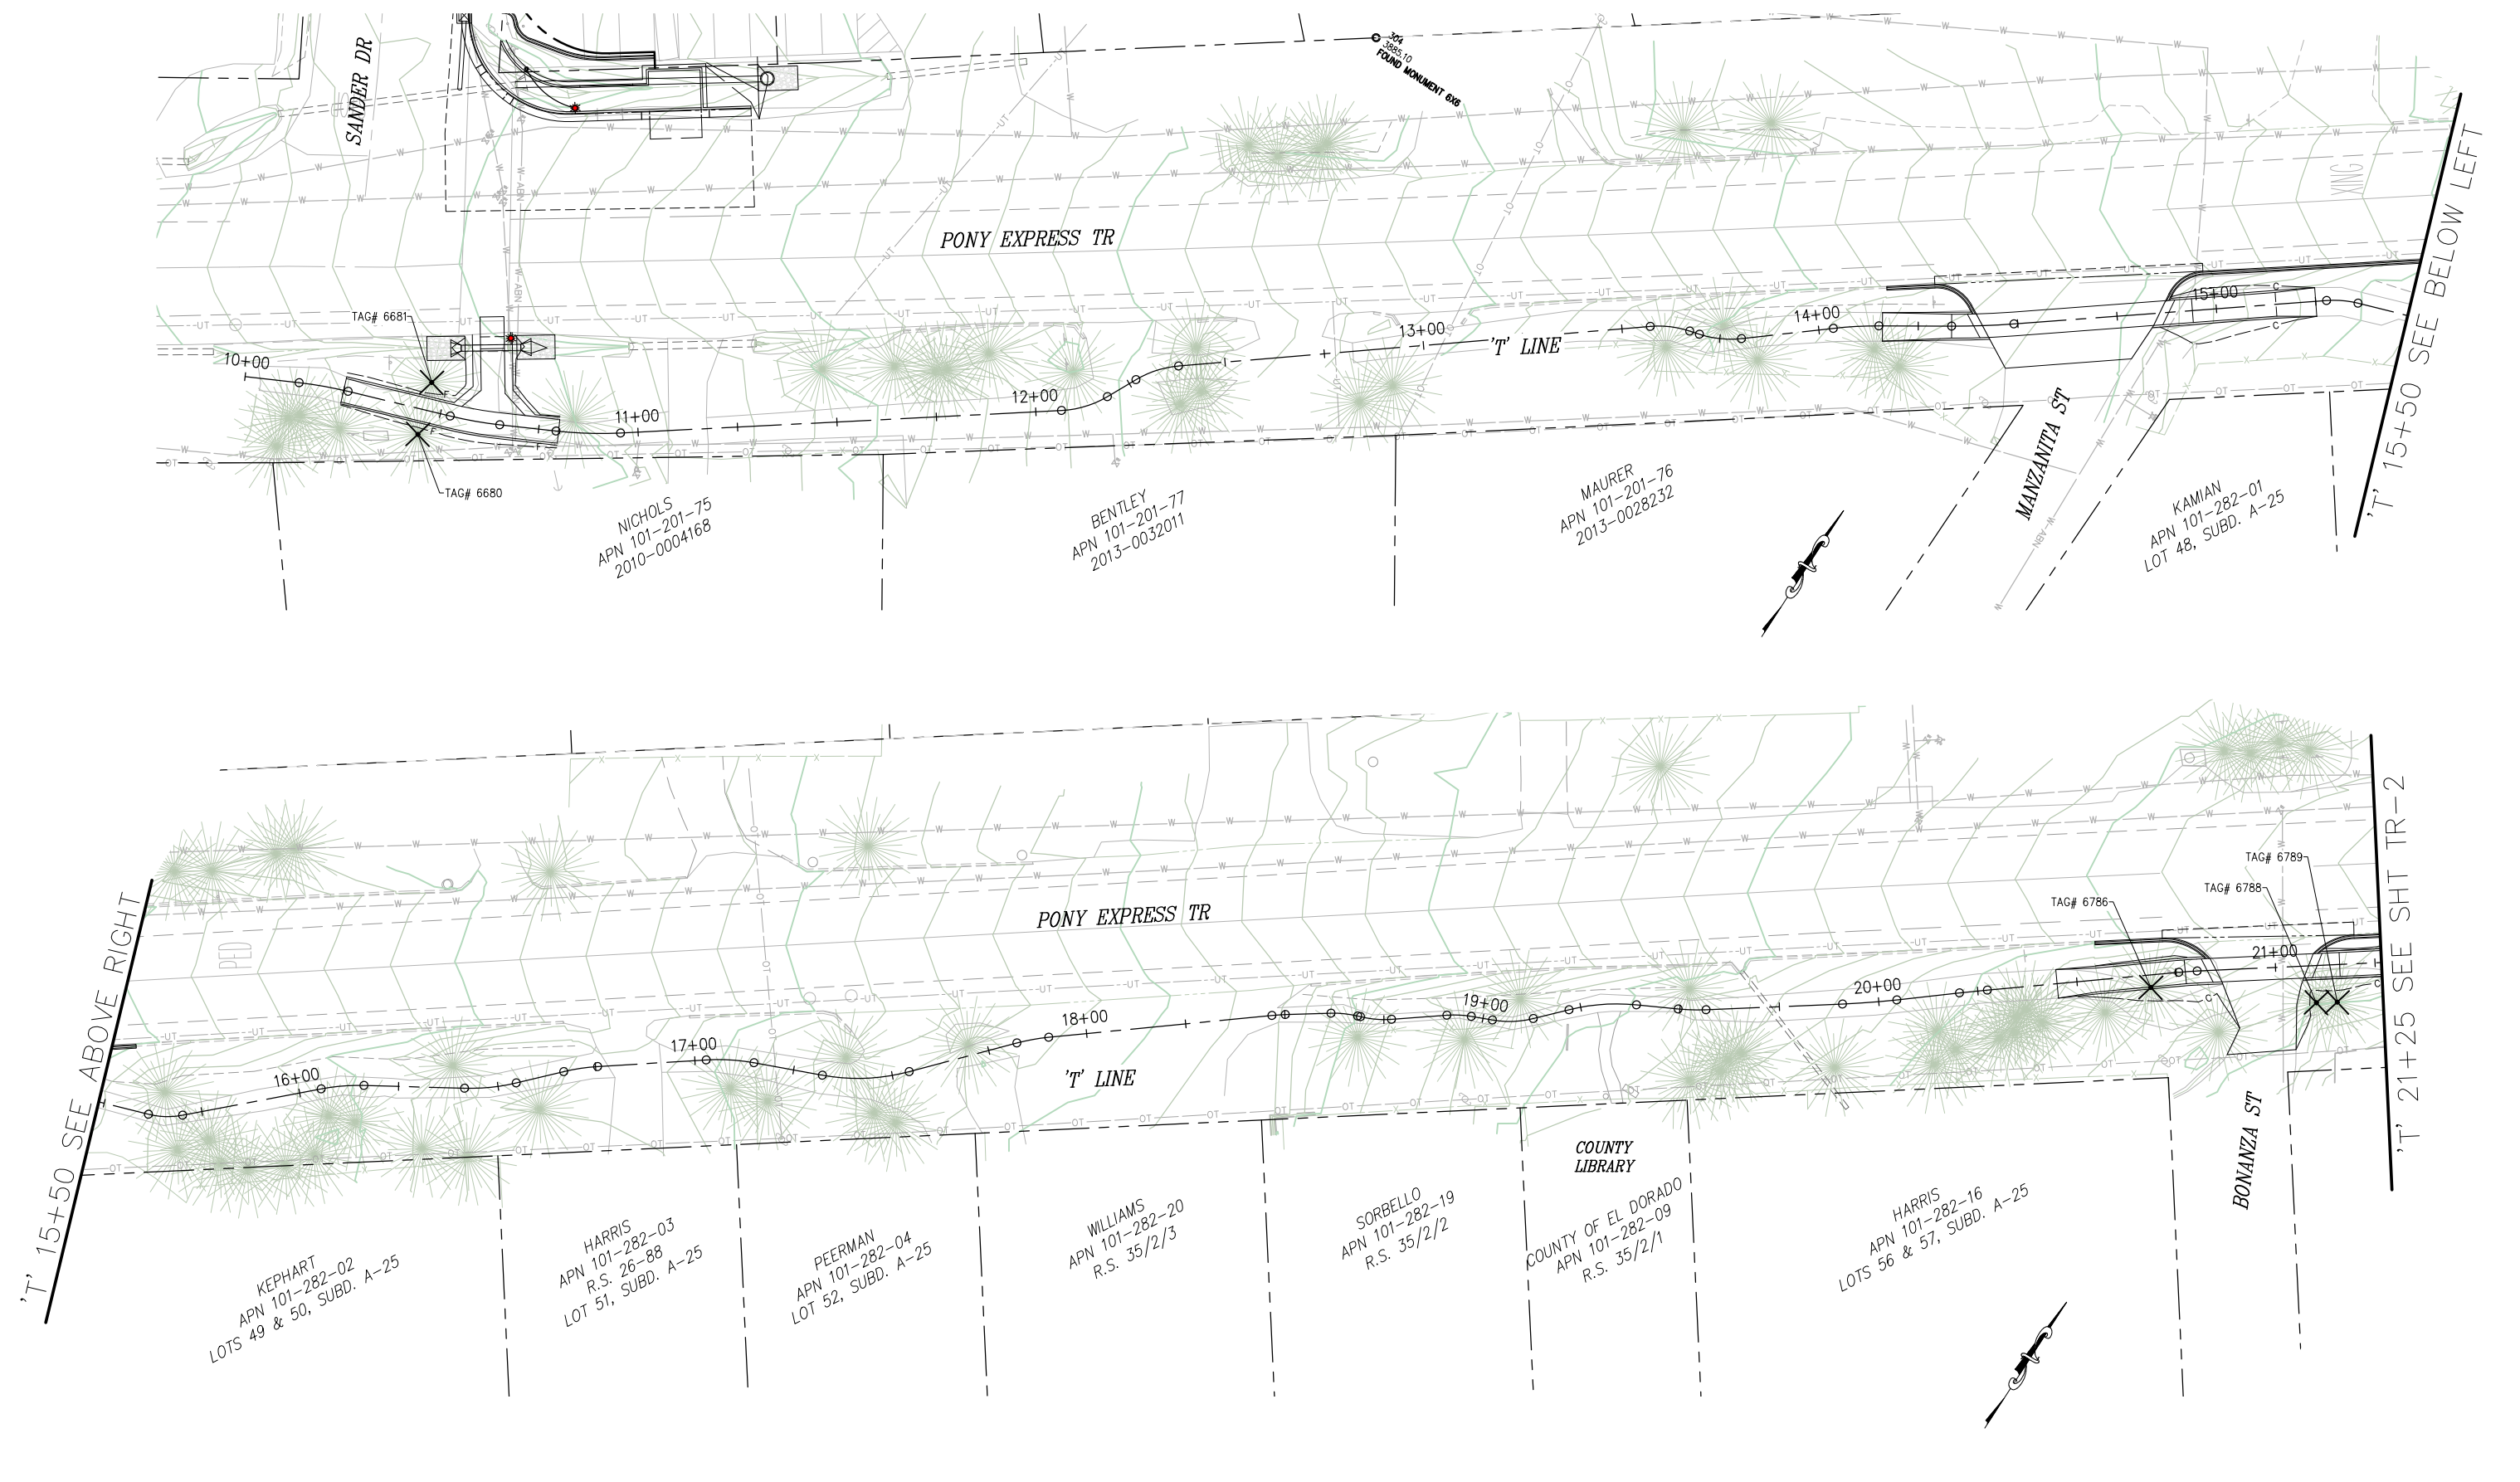 SANDER DR
304
3885.10
FOUND MONUMENT 6X6
PONY EXPRESS TR
XING
'T' 15+50 SEE BELOW LEFT
TAG# 6681
10+00
11+00
12+00
13+00
'T' LINE
14+00
15+00
TAG# 6680
NICHOLS
APN 101-201-75
2010-0004168
BENTLEY
APN 101-201-77
2013-0032011
MAURER
APN 101-201-76
2013-0028232
MANZANITA ST
KAMIAN
APN 101-282-01
LOT 48, SUBD. A-25
W-ABN
W-ABN
W-ABN
UT
OT
W
F
F
F
C
C
'T' 15+50 SEE ABOVE RIGHT
PED
PONY EXPRESS TR
TAG# 6789
TAG# 6788
TAG# 6786
'T' 21+25 SEE SHT TR-2
16+00
17+00
18+00
'T' LINE
19+00
20+00
21+00
C
C
COUNTY
LIBRARY
BONANZA ST
KEPHART
APN 101-282-02
LOTS 49 & 50, SUBD. A-25
HARRIS
APN 101-282-03
R.S. 26-88
LOT 51, SUBD. A-25
PEERMAN
APN 101-282-04
LOT 52, SUBD. A-25
WILLIAMS
APN 101-282-20
R.S. 35/2/3
SORBELLO
APN 101-282-19
R.S. 35/2/2
COUNTY OF EL DORADO
APN 101-282-09
R.S. 35/2/1
HARRIS
APN 101-282-16
LOTS 56 & 57, SUBD. A-25